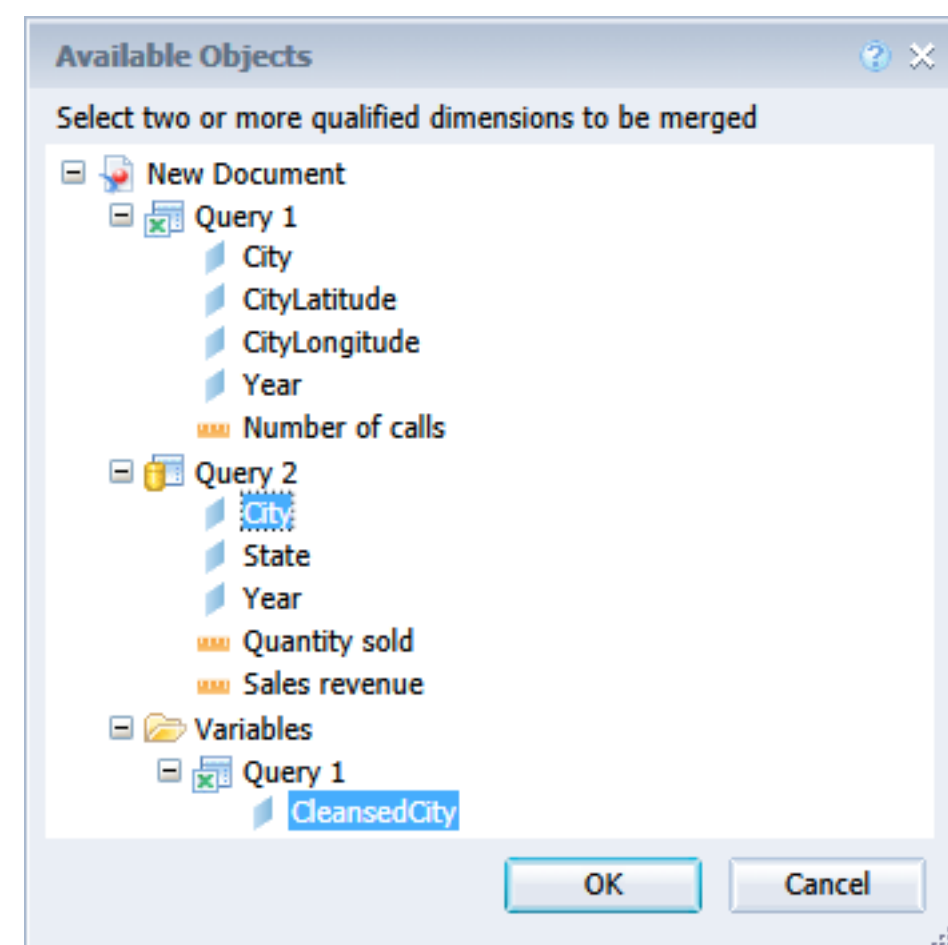 Available Objects
Select two or more qualified dimensions to be merged
New Document
Query 1
City
CityLatitude
CityLongitude
Year
Number of calls
Query 2
City
State
Year
Quantity sold
Sales revenue
Variables
Query 1
CleansedCity
OK Cancel